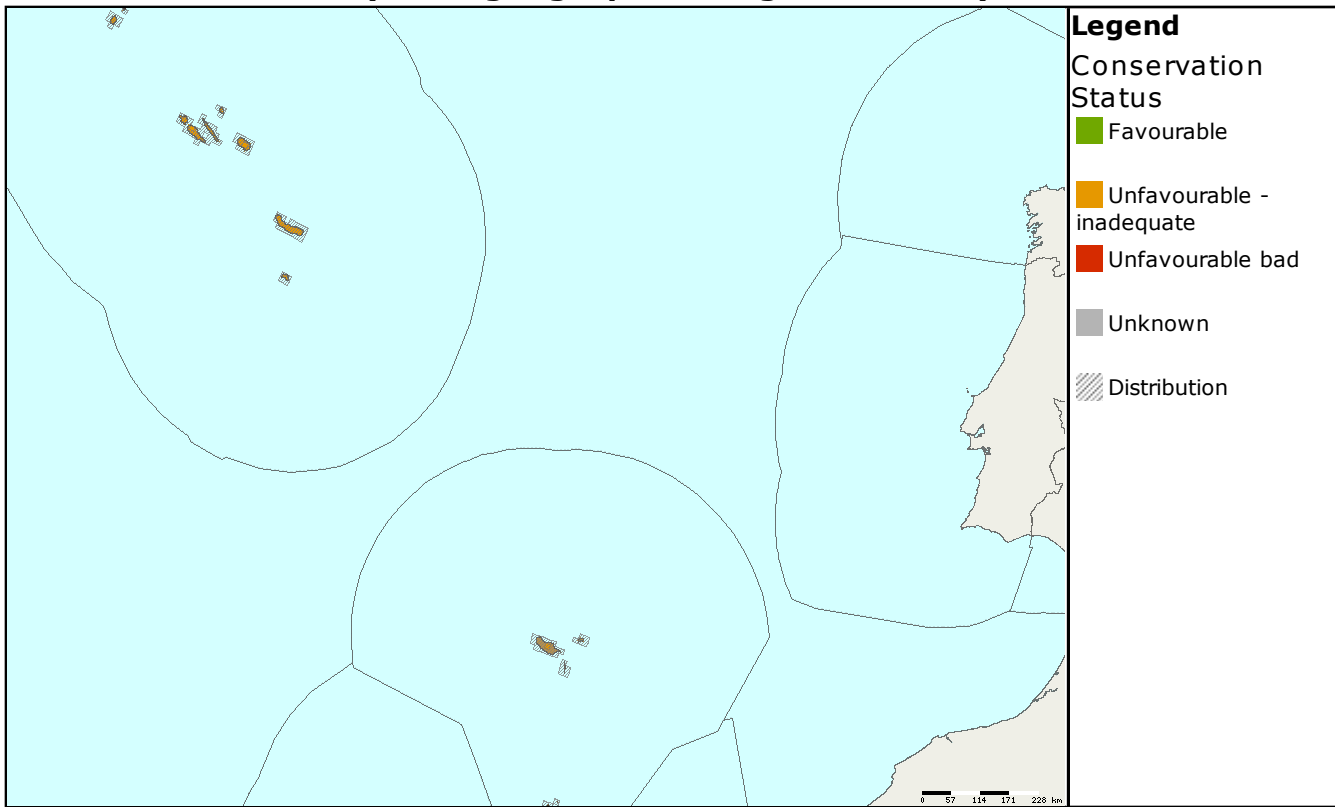 Legend
Conservation
Status
Favourable
Unfavourable -
inadequate
Unfavourable bad
Unknown
Distribution
0 57 114 171 228 km